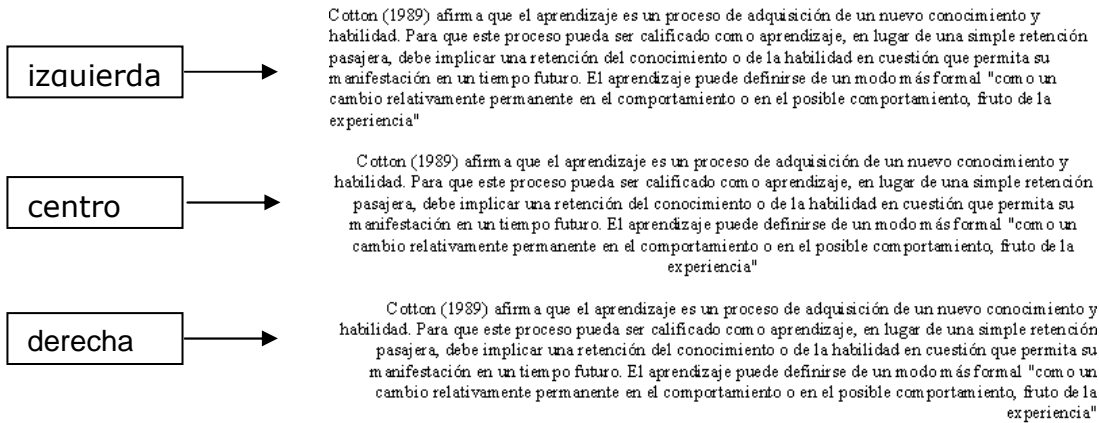 izquierda
Cotton (1989) afirma que el aprendizaje es un proceso de adquisición de un nuevo conocimiento y
habilidad. Para que este proceso pueda ser calificado como aprendizaje, en lugar de una simple retención
pasajera, debe implicar una retención del conocimiento o de la habilidad en cuestión que permita su
manifestación en un tiempo futuro. El aprendizaje puede definirse de un modo más formal "como un
cambio relativamente permanente en el comportamiento o en el posible comportamiento, fruto de la
experiencia"
centro
Cotton (1989) afirma que el aprendizaje es un proceso de adquisición de un nuevo conocimiento y
habilidad. Para que este proceso pueda ser calificado como aprendizaje, en lugar de una simple retención
pasajera, debe implicar una retención del conocimiento o de la habilidad en cuestión que permita su
manifestación en un tiempo futuro. El aprendizaje puede definirse de un modo más formal "como un
cambio relativamente permanente en el comportamiento o en el posible comportamiento, fruto de la
experiencia"
derecha
Cotton (1989) afirma que el aprendizaje es un proceso de adquisición de un nuevo conocimiento y
habilidad. Para que este proceso pueda ser calificado como aprendizaje, en lugar de una simple retención
pasajera, debe implicar una retención del conocimiento o de la habilidad en cuestión que permita su
manifestación en un tiempo futuro. El aprendizaje puede definirse de un modo más formal "como un
cambio relativamente permanente en el comportamiento o en el posible comportamiento, fruto de la
experiencia"